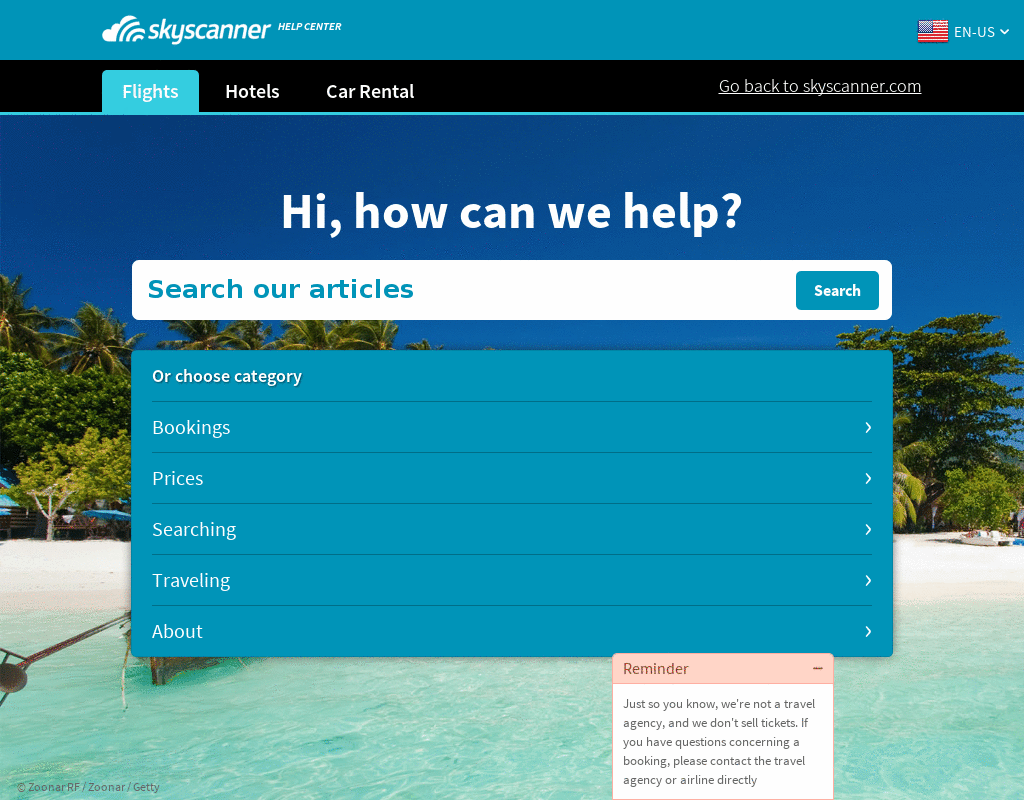 skyscanner HELP CENTER
EN-US
Flights Hotels Car Rental Go back to skyscanner.com
Hi, how can we help?
Search our articles Search
Or choose category
Bookings
Prices
Searching
Traveling
About
Reminder
Just so you know, we're not a travel
agency, and we don't sell tickets. If
you have questions concerning a
booking, please contact the travel
agency or airline directly
© Zoonar RF / Zoonar / Getty